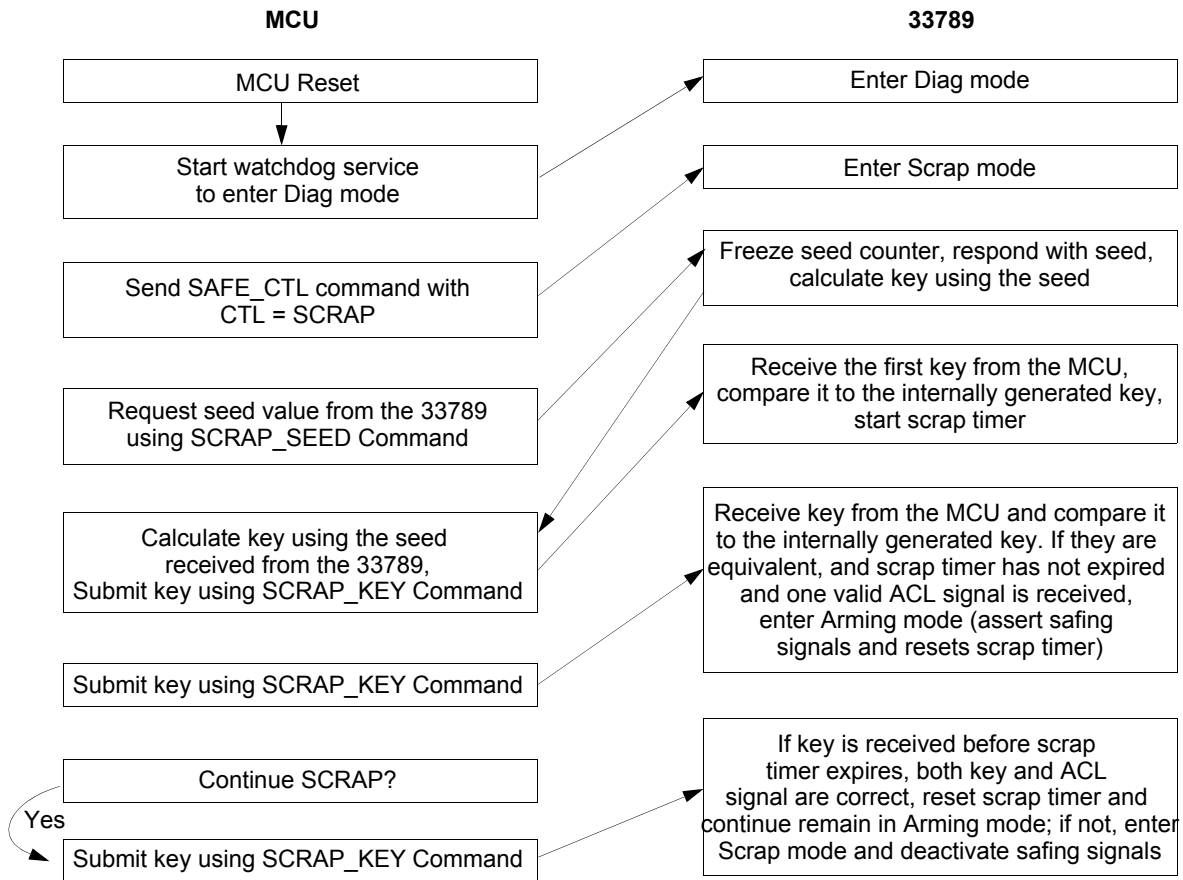 MCU
33789
MCU Reset
Enter Diag mode
Start watchdog service
to enter Diag mode
Enter Scrap mode
Send SAFE_CTL command with
CTL = SCRAP
Freeze seed counter, respond with seed,
calculate key using the seed
Request seed value from the 33789
using SCRAP_SEED Command
Receive the first key from the MCU,
compare it to the internally generated key,
start scrap timer
Calculate key using the seed
received from the 33789,
Submit key using SCRAP_KEY Command
Receive key from the MCU and compare it
to the internally generated key. If they are
equivalent, and scrap timer has not expired
and one valid ACL signal is received,
enter Arming mode (assert safing
signals and resets scrap timer)
Submit key using SCRAP_KEY Command
Continue SCRAP?
Yes
Submit key using SCRAP_KEY Command
If key is received before scrap
timer expires, both key and ACL
signal are correct, reset scrap timer and
continue remain in Arming mode; if not, enter
Scrap mode and deactivate safing signals